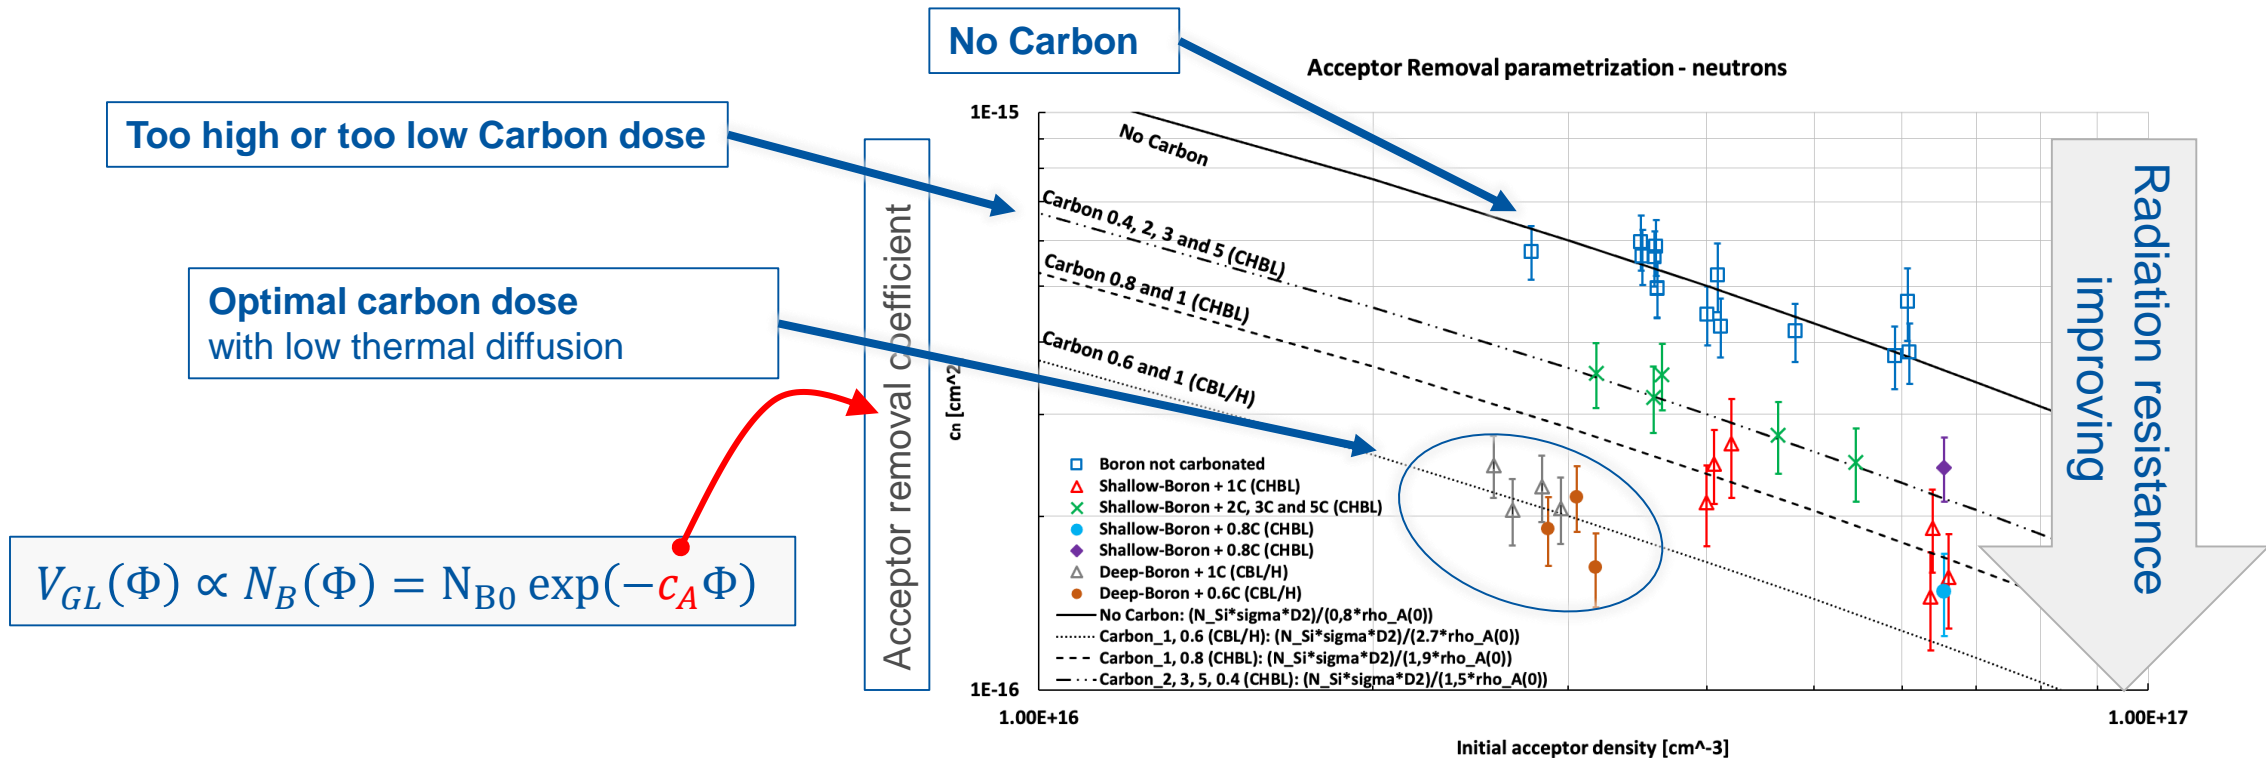 No Carbon
Acceptor Removal parametrization - neutrons
Too high or too low Carbon dose
Optimal carbon dose
with low thermal diffusion
V_{GL}(Φ) ∝ N_B(Φ) = N_{B0} exp(−c_AΦ)
Acceptor removal coefficient
cn [cm^2
1E-15
1E-16
No Carbon
Carbon 0.4, 2, 3 and 5 (CHBL)
Carbon 0.8 and 1 (CHBL)
Carbon 0.6 and 1 (CBL/H)
Boron not carbonated
Shallow-Boron + 1C (CHBL)
Shallow-Boron + 2C, 3C and 5C (CHBL)
Shallow-Boron + 0.8C (CHBL)
Shallow-Boron + 0.8C (CHBL)
Deep-Boron + 1C (CBL/H)
Deep-Boron + 0.6C (CBL/H)
No Carbon: (N_Si*sigma*D2)/(0,8*rho_A(0))
Carbon_1, 0.6 (CBL/H): (N_Si*sigma*D2)/(2.7*rho_A(0))
Carbon_1, 0.8 (CHBL): (N_Si*sigma*D2)/(1,9*rho_A(0))
Carbon_2, 3, 5, 0.4 (CHBL): (N_Si*sigma*D2)/(1,5*rho_A(0))
1.00E+16
1.00E+17
Initial acceptor density [cm^-3]
Radiation resistance
improving